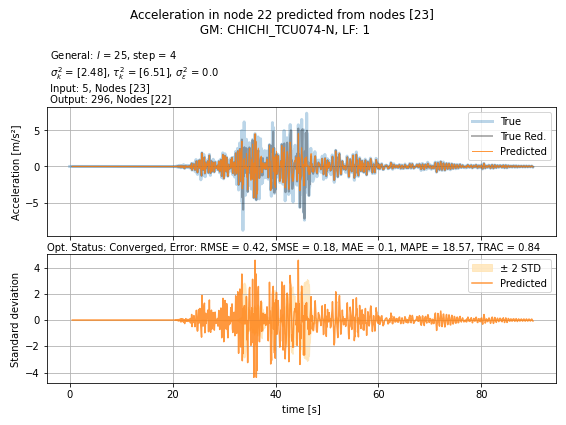 Acceleration in node 22 predicted from nodes [23]
GM: CHICHI_TCU074-N, LF: 1
General: l = 25, step = 4
σ²ₖ = [2.48], τ²ₖ = [6.51], σ²ε = 0.0
Input: 5, Nodes [23]
Output: 296, Nodes [22]
Acceleration [m/s²]
5
0
−5
True
True Red.
Predicted
Opt. Status: Converged, Error: RMSE = 0.42, SMSE = 0.18, MAE = 0.1, MAPE = 18.57, TRAC = 0.84
Standard deviation
4
2
0
−2
−4
± 2 STD
Predicted
0 20 40 60 80
time [s]